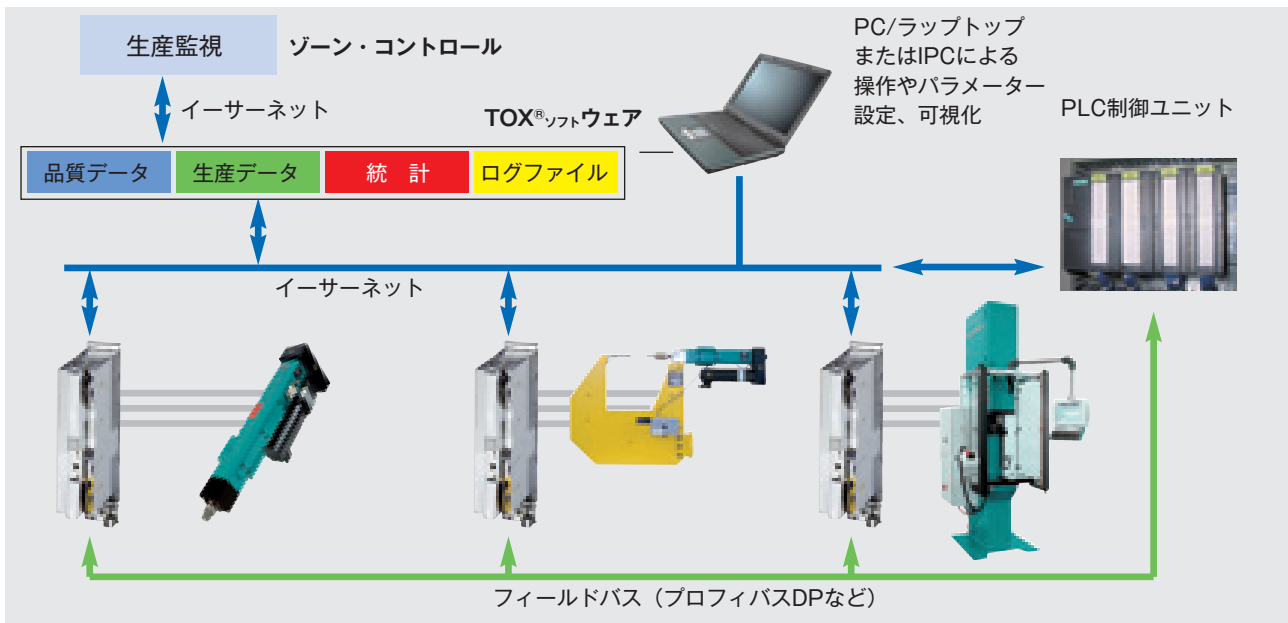 生産監視
ゾーン・コントロール
イーサーネット
TOX®ソフトウェア
PC/ラップトップ
またはIPCによる
操作やパラメーター
設定、可視化
PLC制御ユニット
品質データ
生産データ
統 計
ログファイル
イーサーネット
フィールドバス（プロフィバスDPなど）